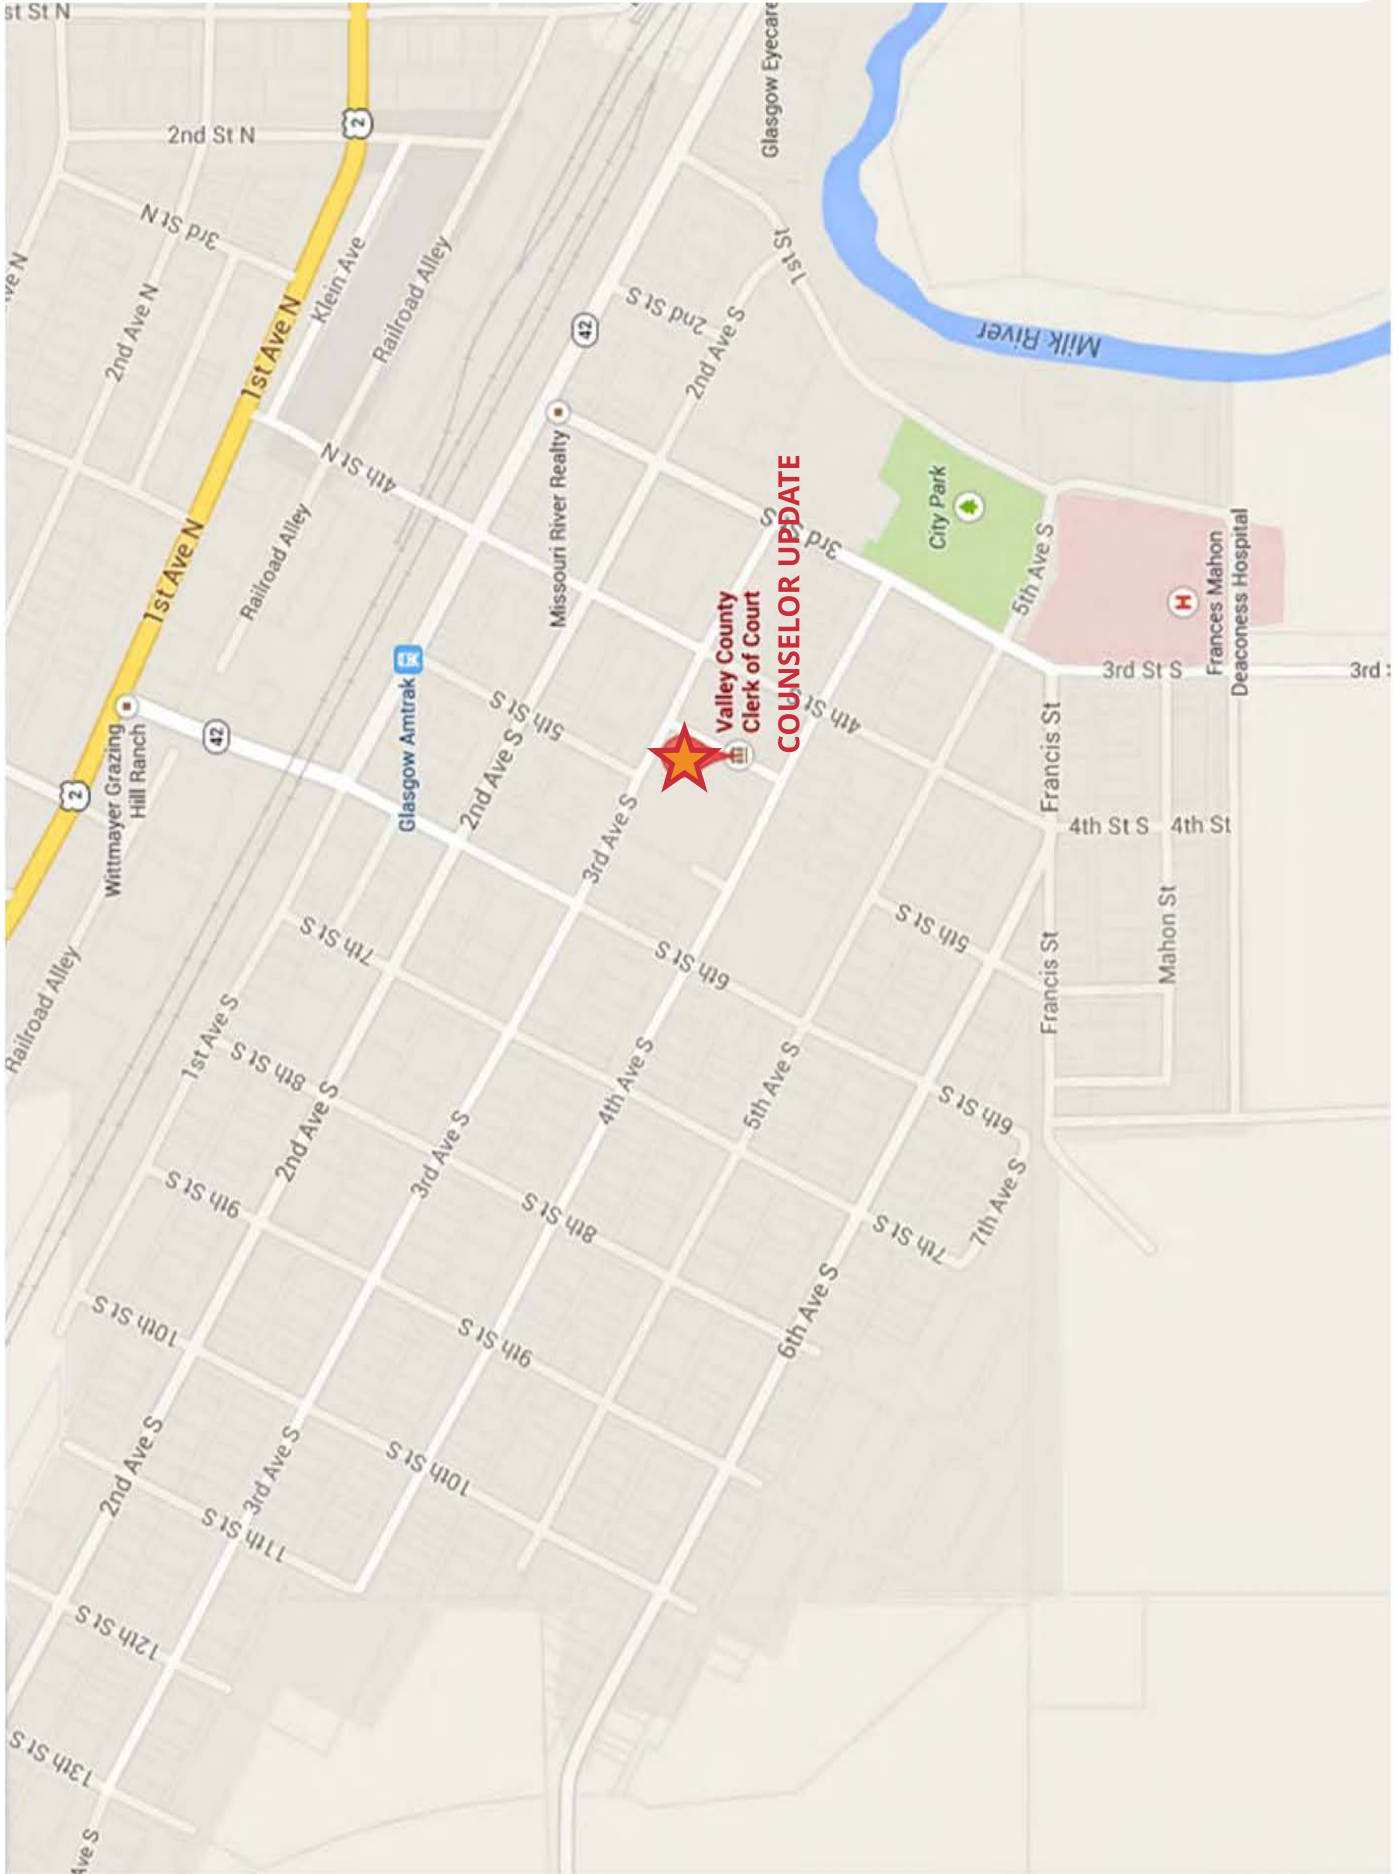 st St N
2nd St N
2
Glasgow Eyecare
3rd St N
2nd Ave N
ve N
Klein Ave
1st Ave N
Railroad Alley
1st St
2nd St S
42
2nd Ave S
Milk River
4th St N
Missouri River Realty
Railroad Alley
1st Ave N
3rd St S
City Park
COUNSELOR UPDATE
5th Ave S
Frances Mahon
Deaconess Hospital
H
Valley County
Clerk of Court
Glasgow Amtrak
5th St S
4th St S
3rd St S
3rd
Wittmayer Grazing
Hill Ranch
42
2
2nd Ave S
3rd Ave S
Francis St
4th St S
4th St
7th St S
6th St S
5th St S
Francis St
Mahon St
Railroad Alley
1st Ave S
8th St S
2nd Ave S
4th Ave S
5th Ave S
6th St S
3rd Ave S
9th St S
8th St S
7th St S
7th Ave S
10th St S
9th St S
6th Ave S
2nd Ave S
3rd Ave S
10th St S
11th St S
12th St S
13th St S
Ave S